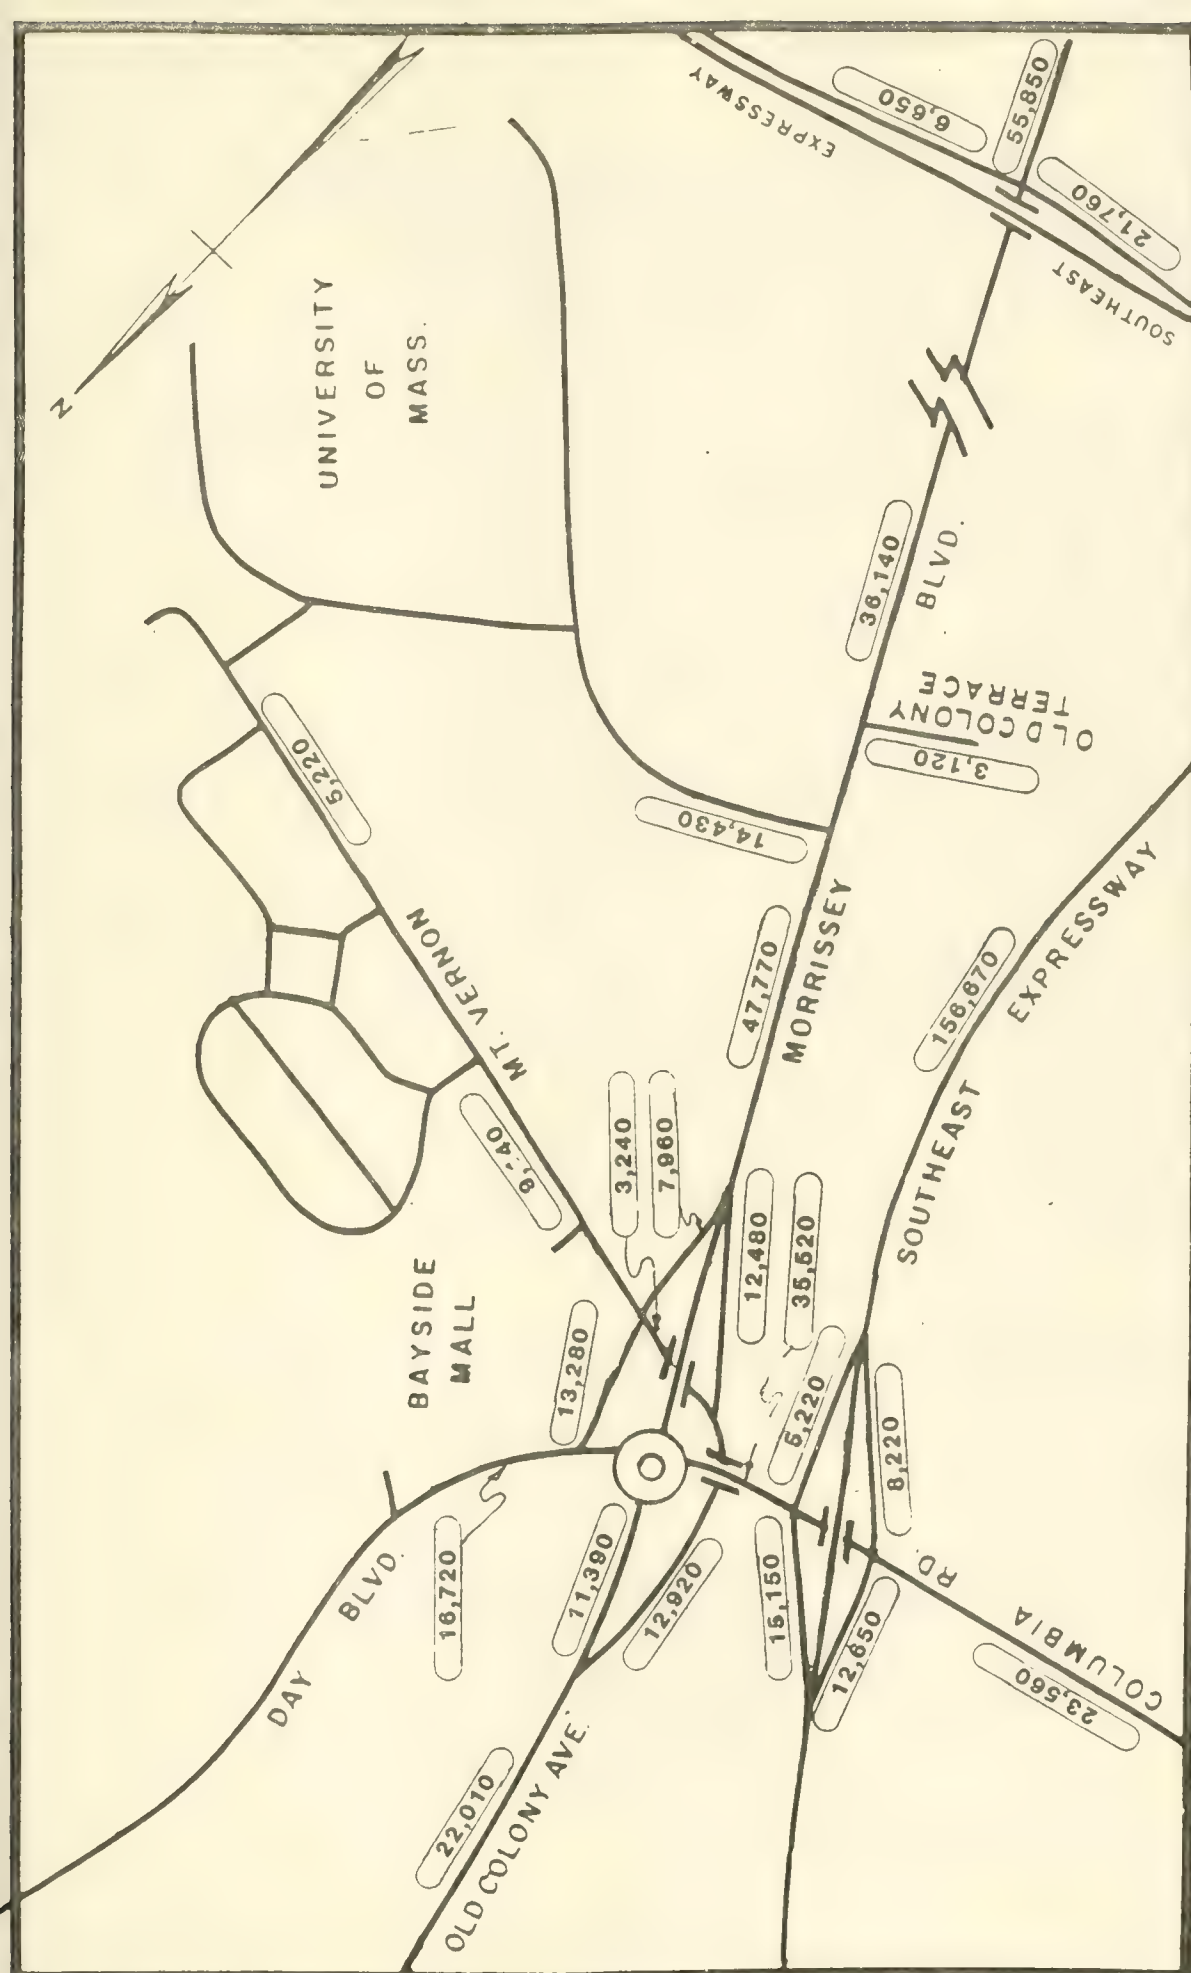 N
UNIVERSITY
OF
MASS.
EXPRESSWAY
6,650
55,850
21,760
SOUTHEAST
36,140
BLVD.
OLD COLONY
TERRACE
3,120
14,430
5,220
MT. VERNON
47,770
MORRISSEY
156,670
EXPRESSWAY
SOUTHEAST
3,240
7,960
12,480
35,520
BAYSIDE
MALL
13,280
5,220
8,220
DAY
BLVD.
16,720
11,390
12,920
15,150
12,650
RD.
COLUMBIA
23,560
22,010
OLD COLONY AVE.